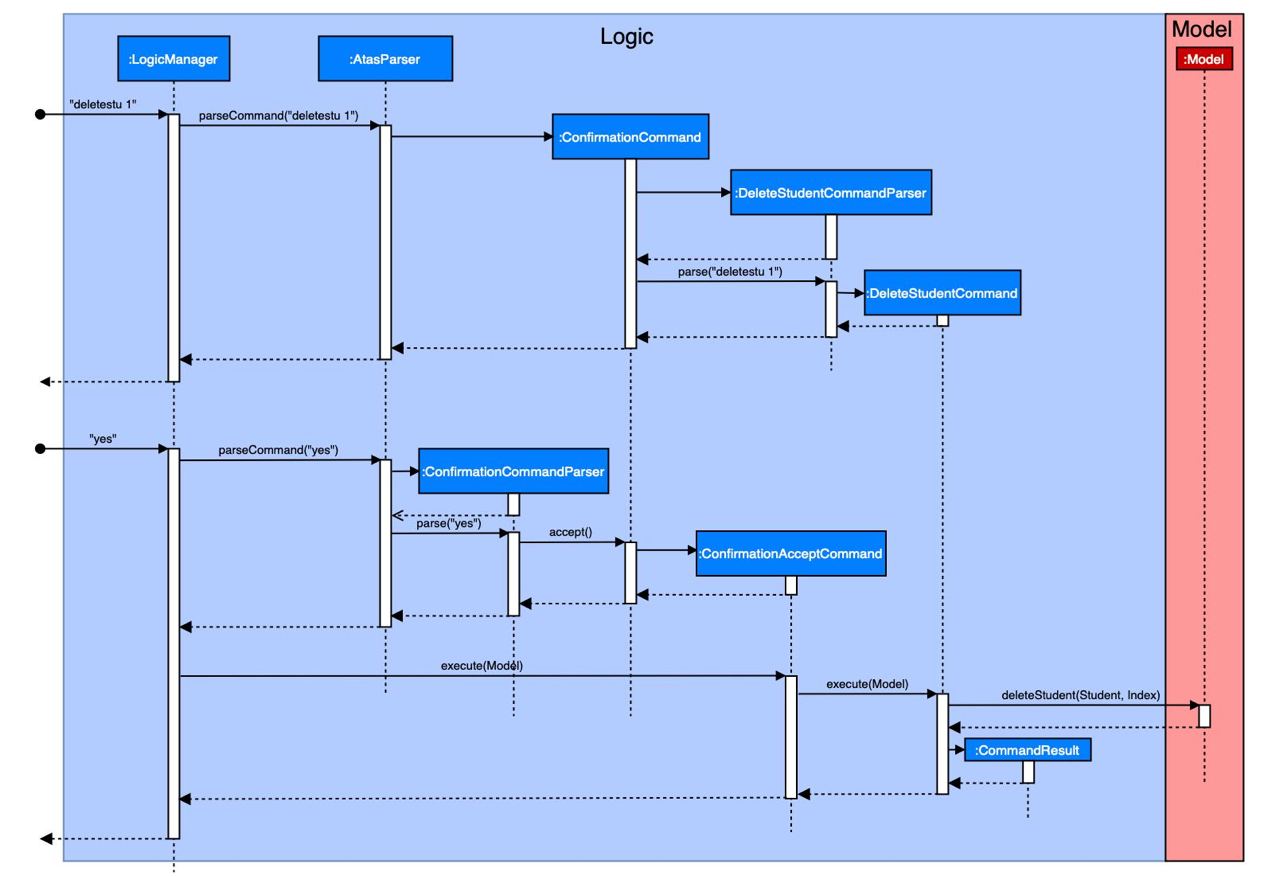 Logic
Model
:LogicManager
:AtasParser
:Model
"deletestu 1"
parseCommand("deletestu 1")
:ConfirmationCommand
:DeleteStudentCommandParser
parse("deletestu 1")
:DeleteStudentCommand
"yes"
parseCommand("yes")
:ConfirmationCommandParser
parse("yes")
accept()
:ConfirmationAcceptCommand
execute(Model)
execute(Model)
deleteStudent(Student, Index)
:CommandResult